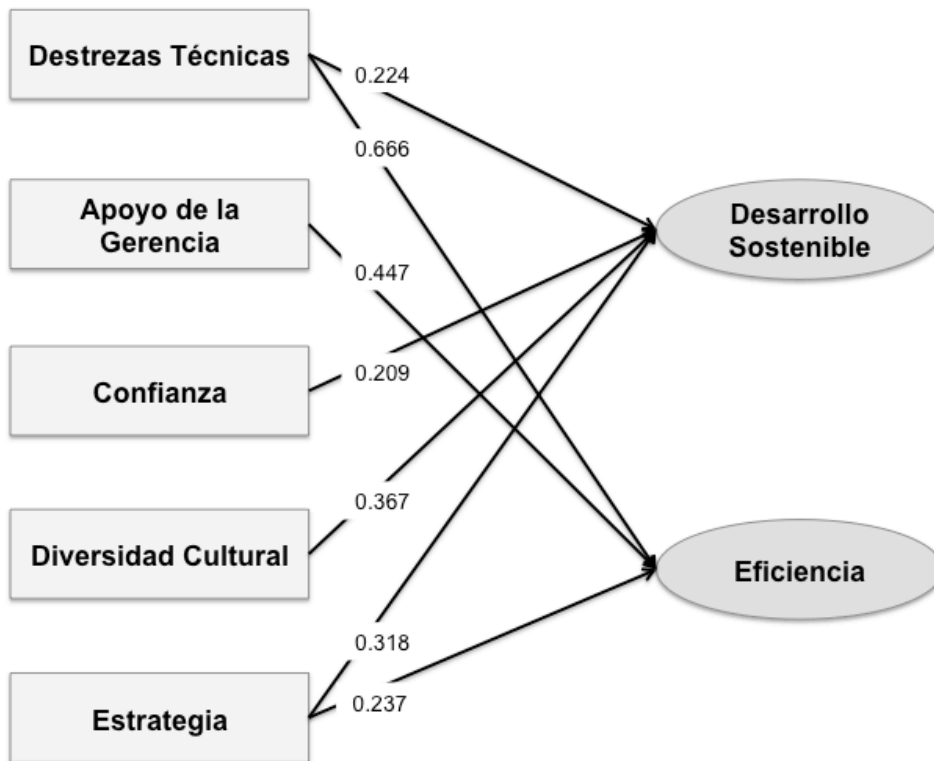 Destrezas Técnicas
0.224
0.666
Apoyo de la
Gerencia
Desarrollo
Sostenible
0.447
Confianza
0.209
0.367
Diversidad Cultural
Eficiencia
0.318
Estrategia
0.237